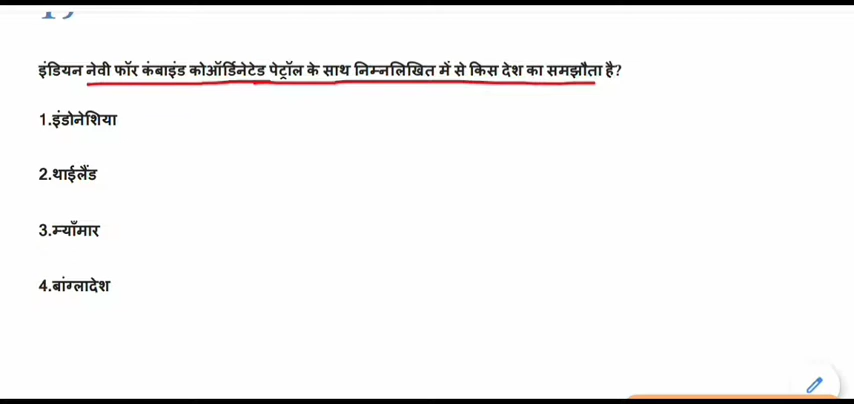 इंडियन नेवी फॉर कंबाइंड कोऑर्डिनेटेड पेट्रॉल के साथ निम्नलिखित में से किस देश का समझौता है?
1.इंडोनेशिया
2.थाईलैंड
3.म्याँमार
4.बांग्लादेश